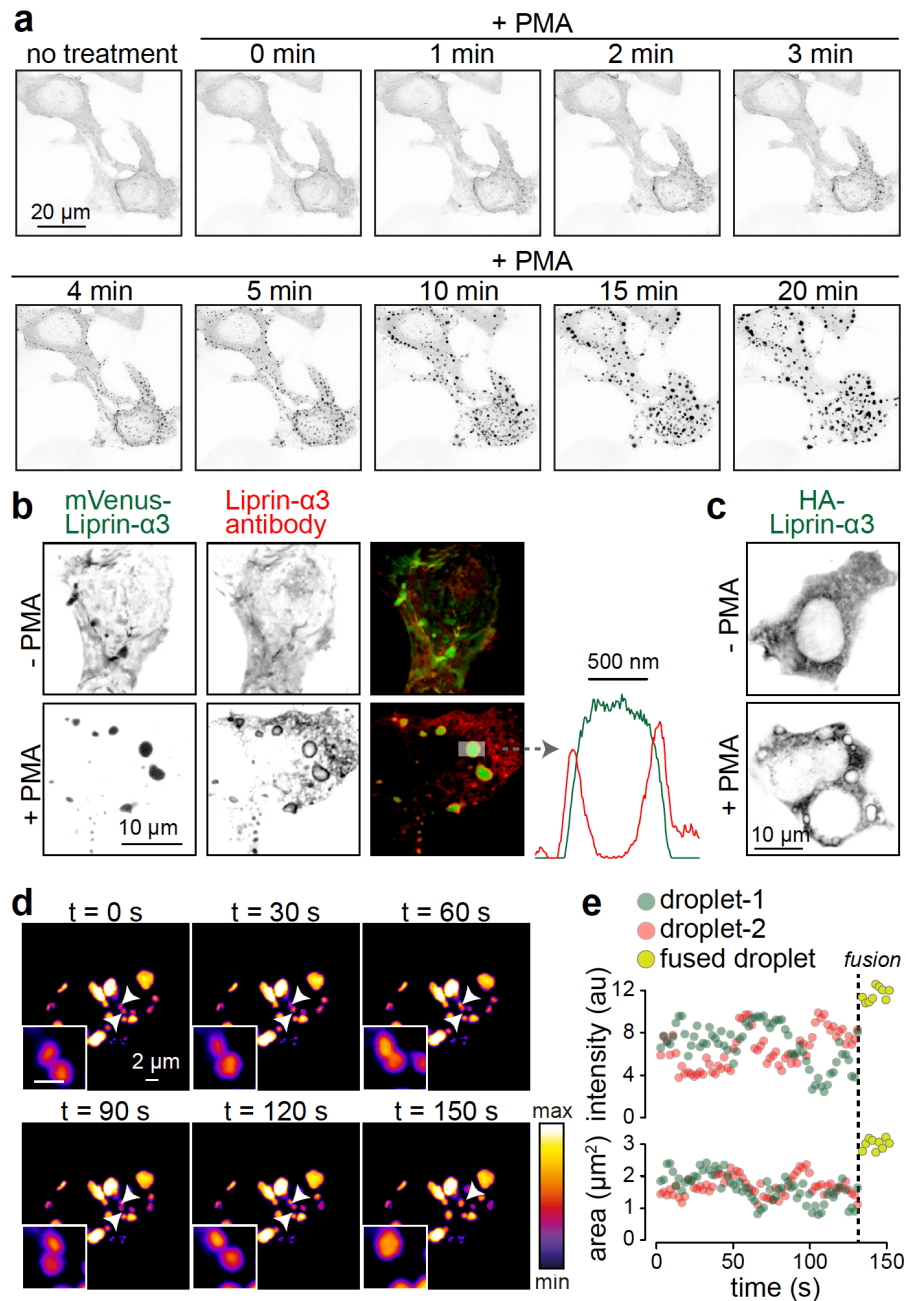 a
+ PMA
no treatment
0 min
1 min
2 min
3 min
20 µm
+ PMA
4 min
5 min
10 min
15 min
20 min
b
mVenus-
Liprin-α3
Liprin-α3
antibody
- PMA
+ PMA
10 µm
500 nm
c
HA-
Liprin-α3
- PMA
+ PMA
10 µm
d
t = 0 s
t = 30 s
t = 60 s
2 µm
t = 90 s
t = 120 s
t = 150 s
max
min
e
droplet-1
droplet-2
fused droplet
fusion
intensity (au)
12
8
4
0
area (µm²)
3
2
1
0
0
50
100
150
time (s)